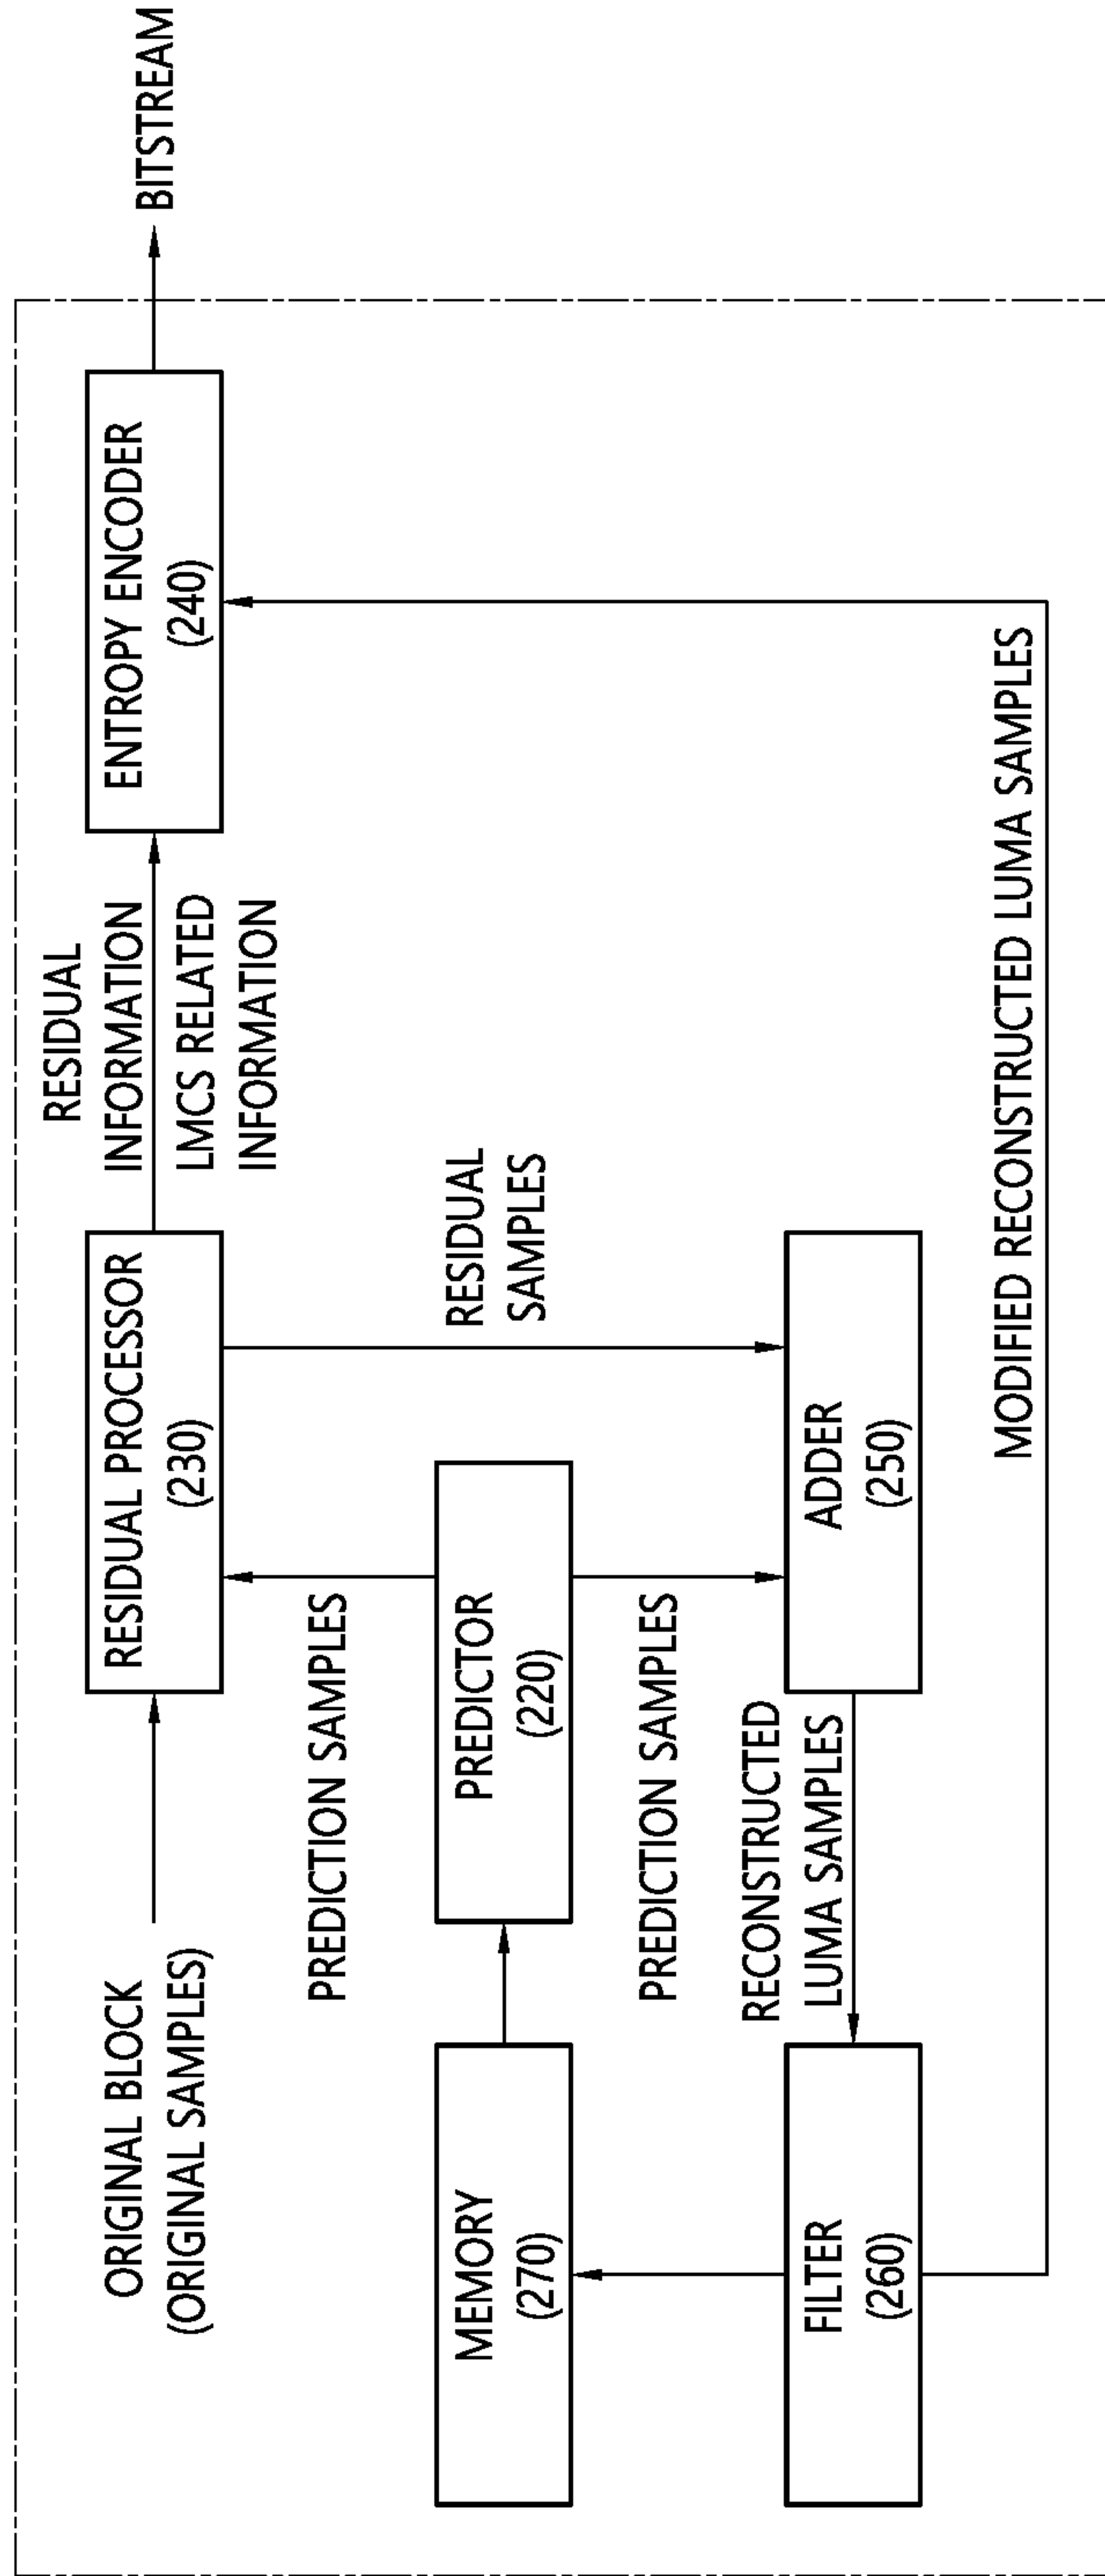 ORIGINAL BLOCK
(ORIGINAL SAMPLES)
RESIDUAL PROCESSOR
(230)
RESIDUAL
INFORMATION
LMCS RELATED
INFORMATION
ENTROPY ENCODER
(240)
BITSTREAM
PREDICTION SAMPLES
MEMORY
(270)
PREDICTOR
(220)
RESIDUAL
SAMPLES
PREDICTION SAMPLES
RECONSTRUCTED
LUMA SAMPLES
FILTER
(260)
ADDER
(250)
MODIFIED RECONSTRUCTED LUMA SAMPLES